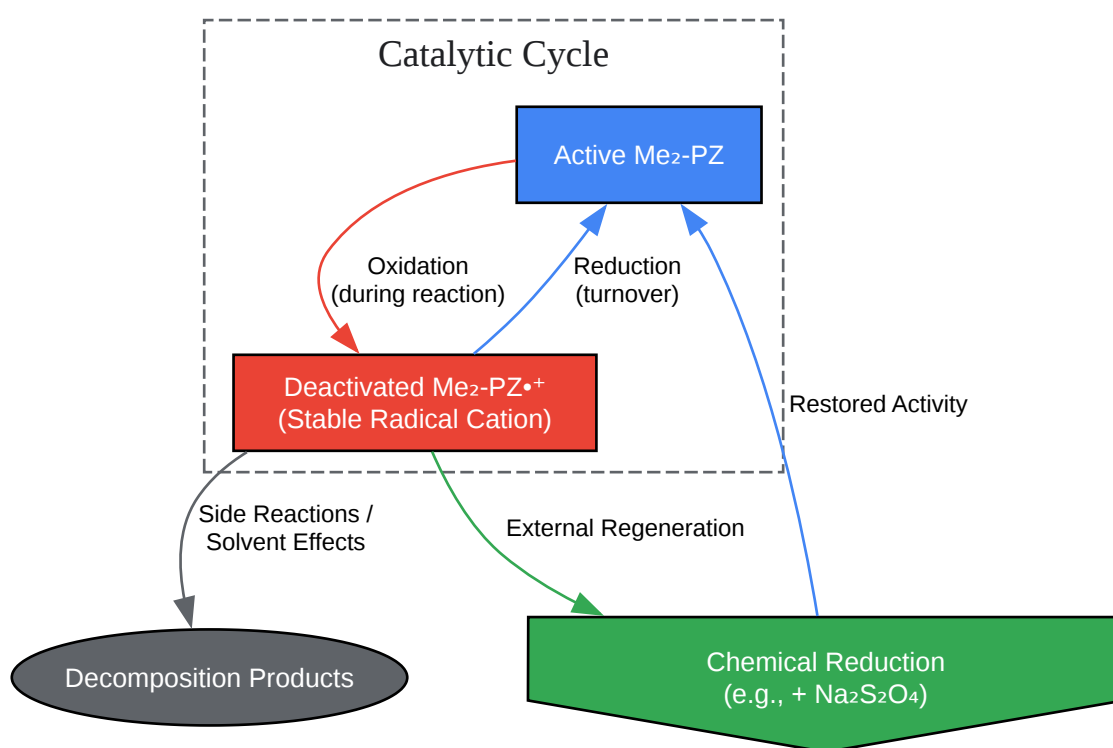 Catalytic Cycle
Active Me₂-PZ
Oxidation
(during reaction)
Reduction
(turnover)
Deactivated Me₂-PZ•⁺
(Stable Radical Cation)
Restored Activity
Side Reactions /
Solvent Effects
External Regeneration
Decomposition Products
Chemical Reduction
(e.g., + Na₂S₂O₄)